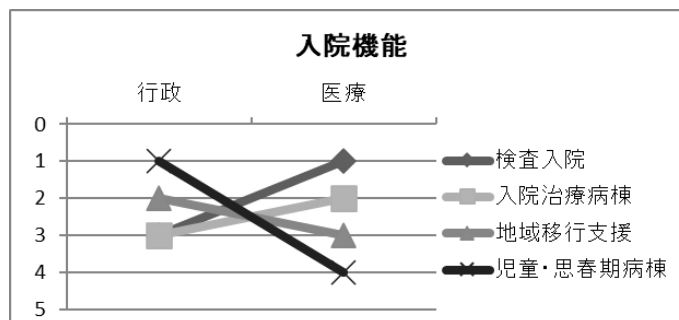 入院機能
行政 医療
0
1
2
3
4
5
検査入院
入院治療病棟
地域移行支援
児童・思春期病棟